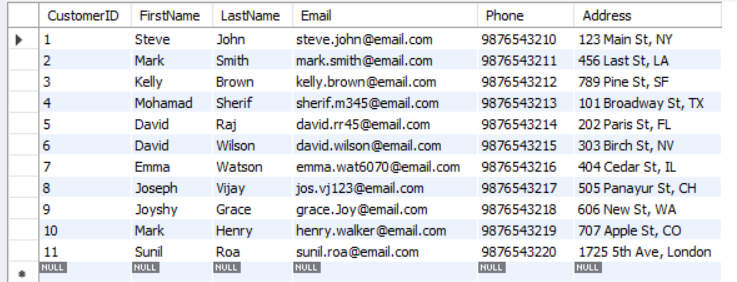 CustomerID FirstName LastName Email Phone Address
1 Steve John steve.john@email.com 9876543210 123 Main St, NY
2 Mark Smith mark.smith@email.com 9876543211 456 Last St, LA
3 Kelly Brown kelly.brown@email.com 9876543212 789 Pine St, SF
4 Mohamad Sherif sherif.m345@email.com 9876543213 101 Broadway St, TX
5 David Raj david.rr45@email.com 9876543214 202 Paris St, FL
6 David Wilson david.wilson@email.com 9876543215 303 Birch St, NV
7 Emma Watson emma.wat6070@email.com 9876543216 404 Cedar St, IL
8 Joseph Vijay jos.vj123@email.com 9876543217 505 Panayur St, CH
9 Joyshy Grace grace.Joy@email.com 9876543218 606 New St, WA
10 Mark Henry henry.walker@email.com 9876543219 707 Apple St, CO
11 Sunil Roa sunil.roa@email.com 9876543220 1725 5th Ave, London
NULL NULL NULL NULL NULL NULL